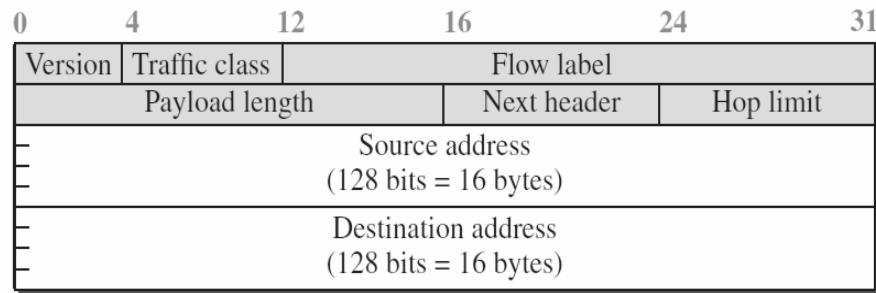 0 4 12 16 24 31
Version Traffic class Flow label
Payload length Next header Hop limit
Source address
(128 bits = 16 bytes)
Destination address
(128 bits = 16 bytes)